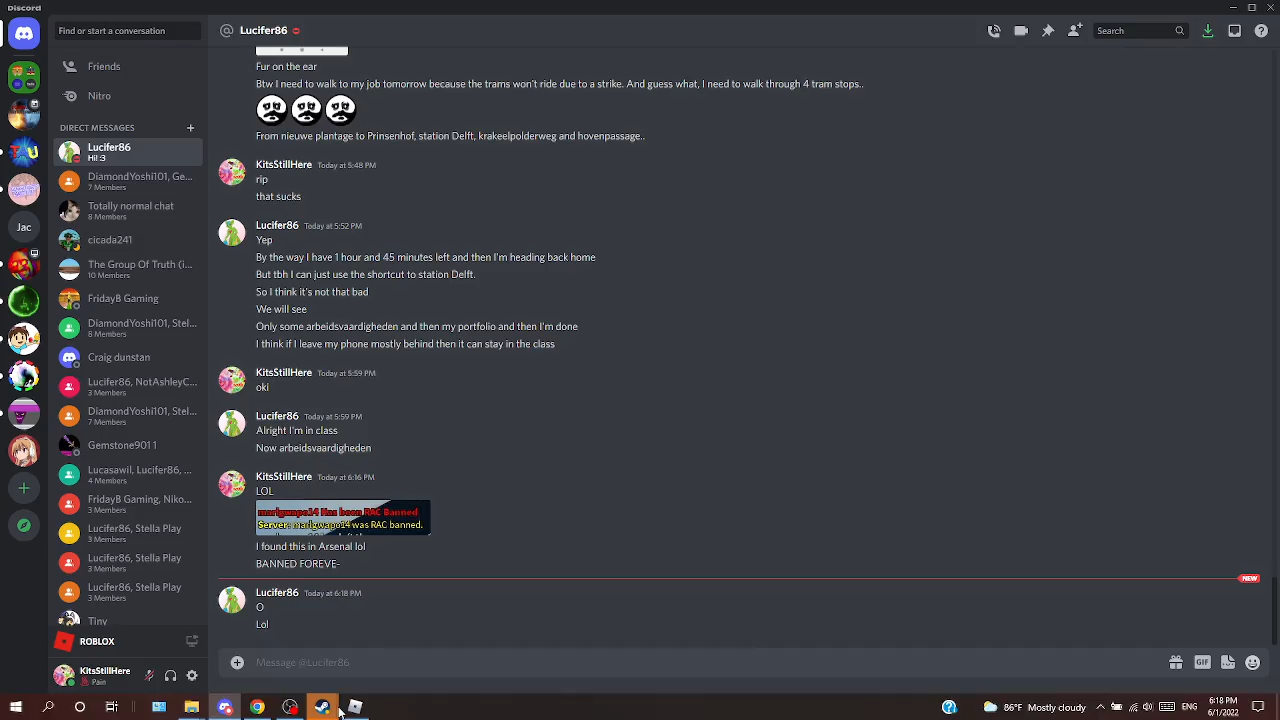 Discord
Find or start a conversation
Friends
Nitro
DIRECT MESSAGES
Lucifer86
Hi! :3
DiamondYoshi101, Ge...
7 Members
Totally normal chat
8 Members
cicada241
The Group Of Truth (i...
10 Members
FridayB Gaming
DiamondYoshi101, Stel...
8 Members
Craig dunstan
Lucifer86, NotAshleyC...
3 Members
DiamondYoshi101, Stel...
7 Members
Gemstone9011
Lucasawil, Lucifer86, ...
4 Members
FridayB Gaming, Niko...
3 Members
Lucifer86, Stella Play
3 Members
Lucifer86, Stella Play
3 Members
Lucifer86, Stella Play
3 Members
Tiny
Jac
ROBLOX
KitsStillHere
Pain
Lucifer86
Search
Fur on the ear
Btw I need to walk to my job tomorrow because the trams won't ride due to a strike. And guess what, I need to walk through 4 tram stops..
From nieuwe plantage to Prinsenhof, station Delft, krakeelpolderweg and hovenpassage..
KitsStillHere Today at 5:48 PM
rip
that sucks
Lucifer86 Today at 5:52 PM
Yep
By the way I have 1 hour and 45 minutes left and then I'm heading back home
But tbh I can just use the shortcut to station Delft.
So I think it's not that bad
We will see
Only some arbeidsvaardigheden and then my portfolio and then I'm done
I think if I leave my phone mostly behind then it can stay in the class
KitsStillHere Today at 5:59 PM
oki
Lucifer86 Today at 5:59 PM
Alright I'm in class
Now arbeidsvaardigheden
KitsStillHere Today at 6:16 PM
LOL
marlgwapo14 Has been RAC Banned
Server: marlgwapo14 was RAC banned.
I found this in Arsenal lol
BANNED FOREVE-
NEW
Lucifer86 Today at 6:18 PM
O
Lol
Message @Lucifer86
GIF
86°F Mostly cloudy
6:18 PM
6/1/2022